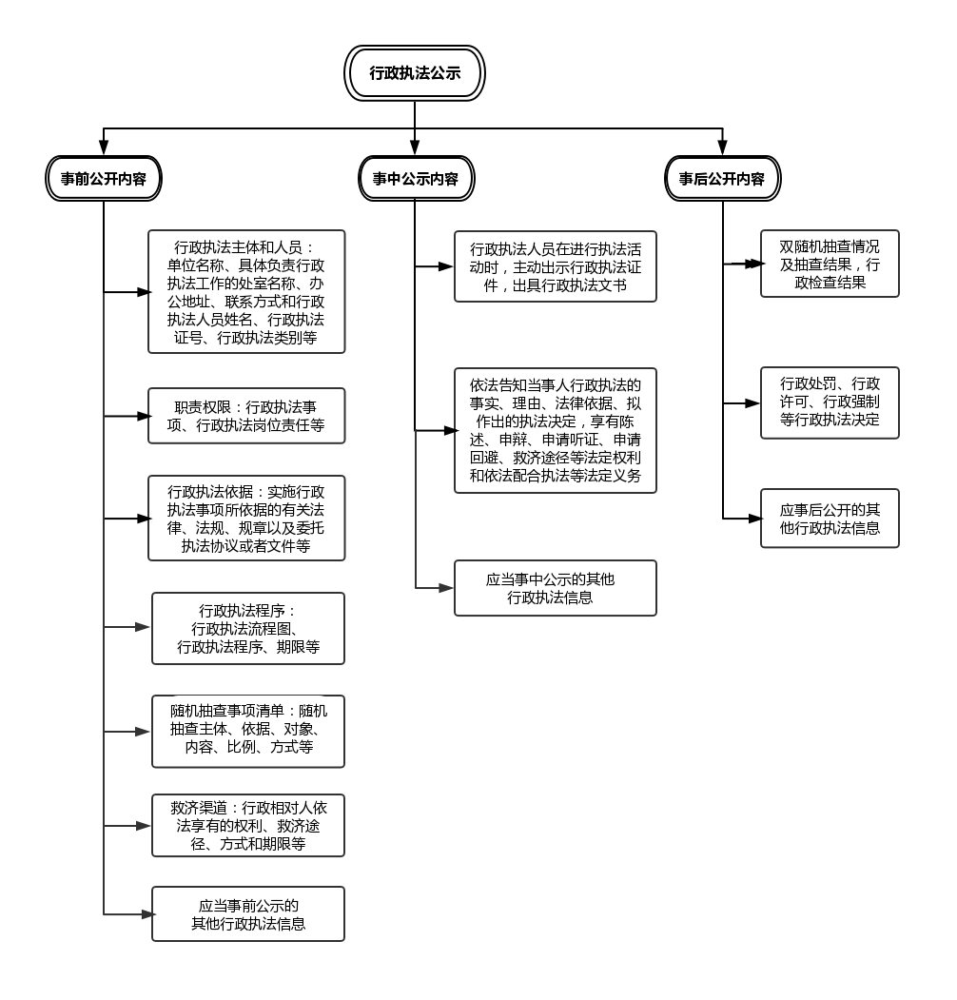 行政执法公示
事前公开内容
行政执法主体和人员：
单位名称、具体负责行政
执法工作的处室名称、办
公地址、联系方式和行政
执法人员姓名、行政执法
证号、行政执法类别等
职责权限：行政执法事
项、行政执法岗位责任等
行政执法依据：实施行政
执法事项所依据的有关法
律、法规、规章以及委托
执法协议或者文件等
行政执法程序：
行政执法流程图、
行政执法程序、期限等
随机抽查事项清单：随机
抽查主体、依据、对象、
内容、比例、方式等
救济渠道：行政相对人依
法享有的权利、救济途
径、方式和期限等
应当事前公示的
其他行政执法信息
事中公示内容
行政执法人员在进行执法活
动时，主动出示行政执法证
件，出具行政执法文书
依法告知当事人行政执法的
事实、理由、法律依据、拟
作出的执法决定，享有陈
述、申辩、申请听证、申请
回避、救济途径等法定权利
和依法配合执法等法定义务
应当事中公示的其他
行政执法信息
事后公开内容
双随机抽查情况
及抽查结果，行
政检查结果
行政处罚、行政
许可、行政强制
等行政执法决定
应事后公开的其
他行政执法信息